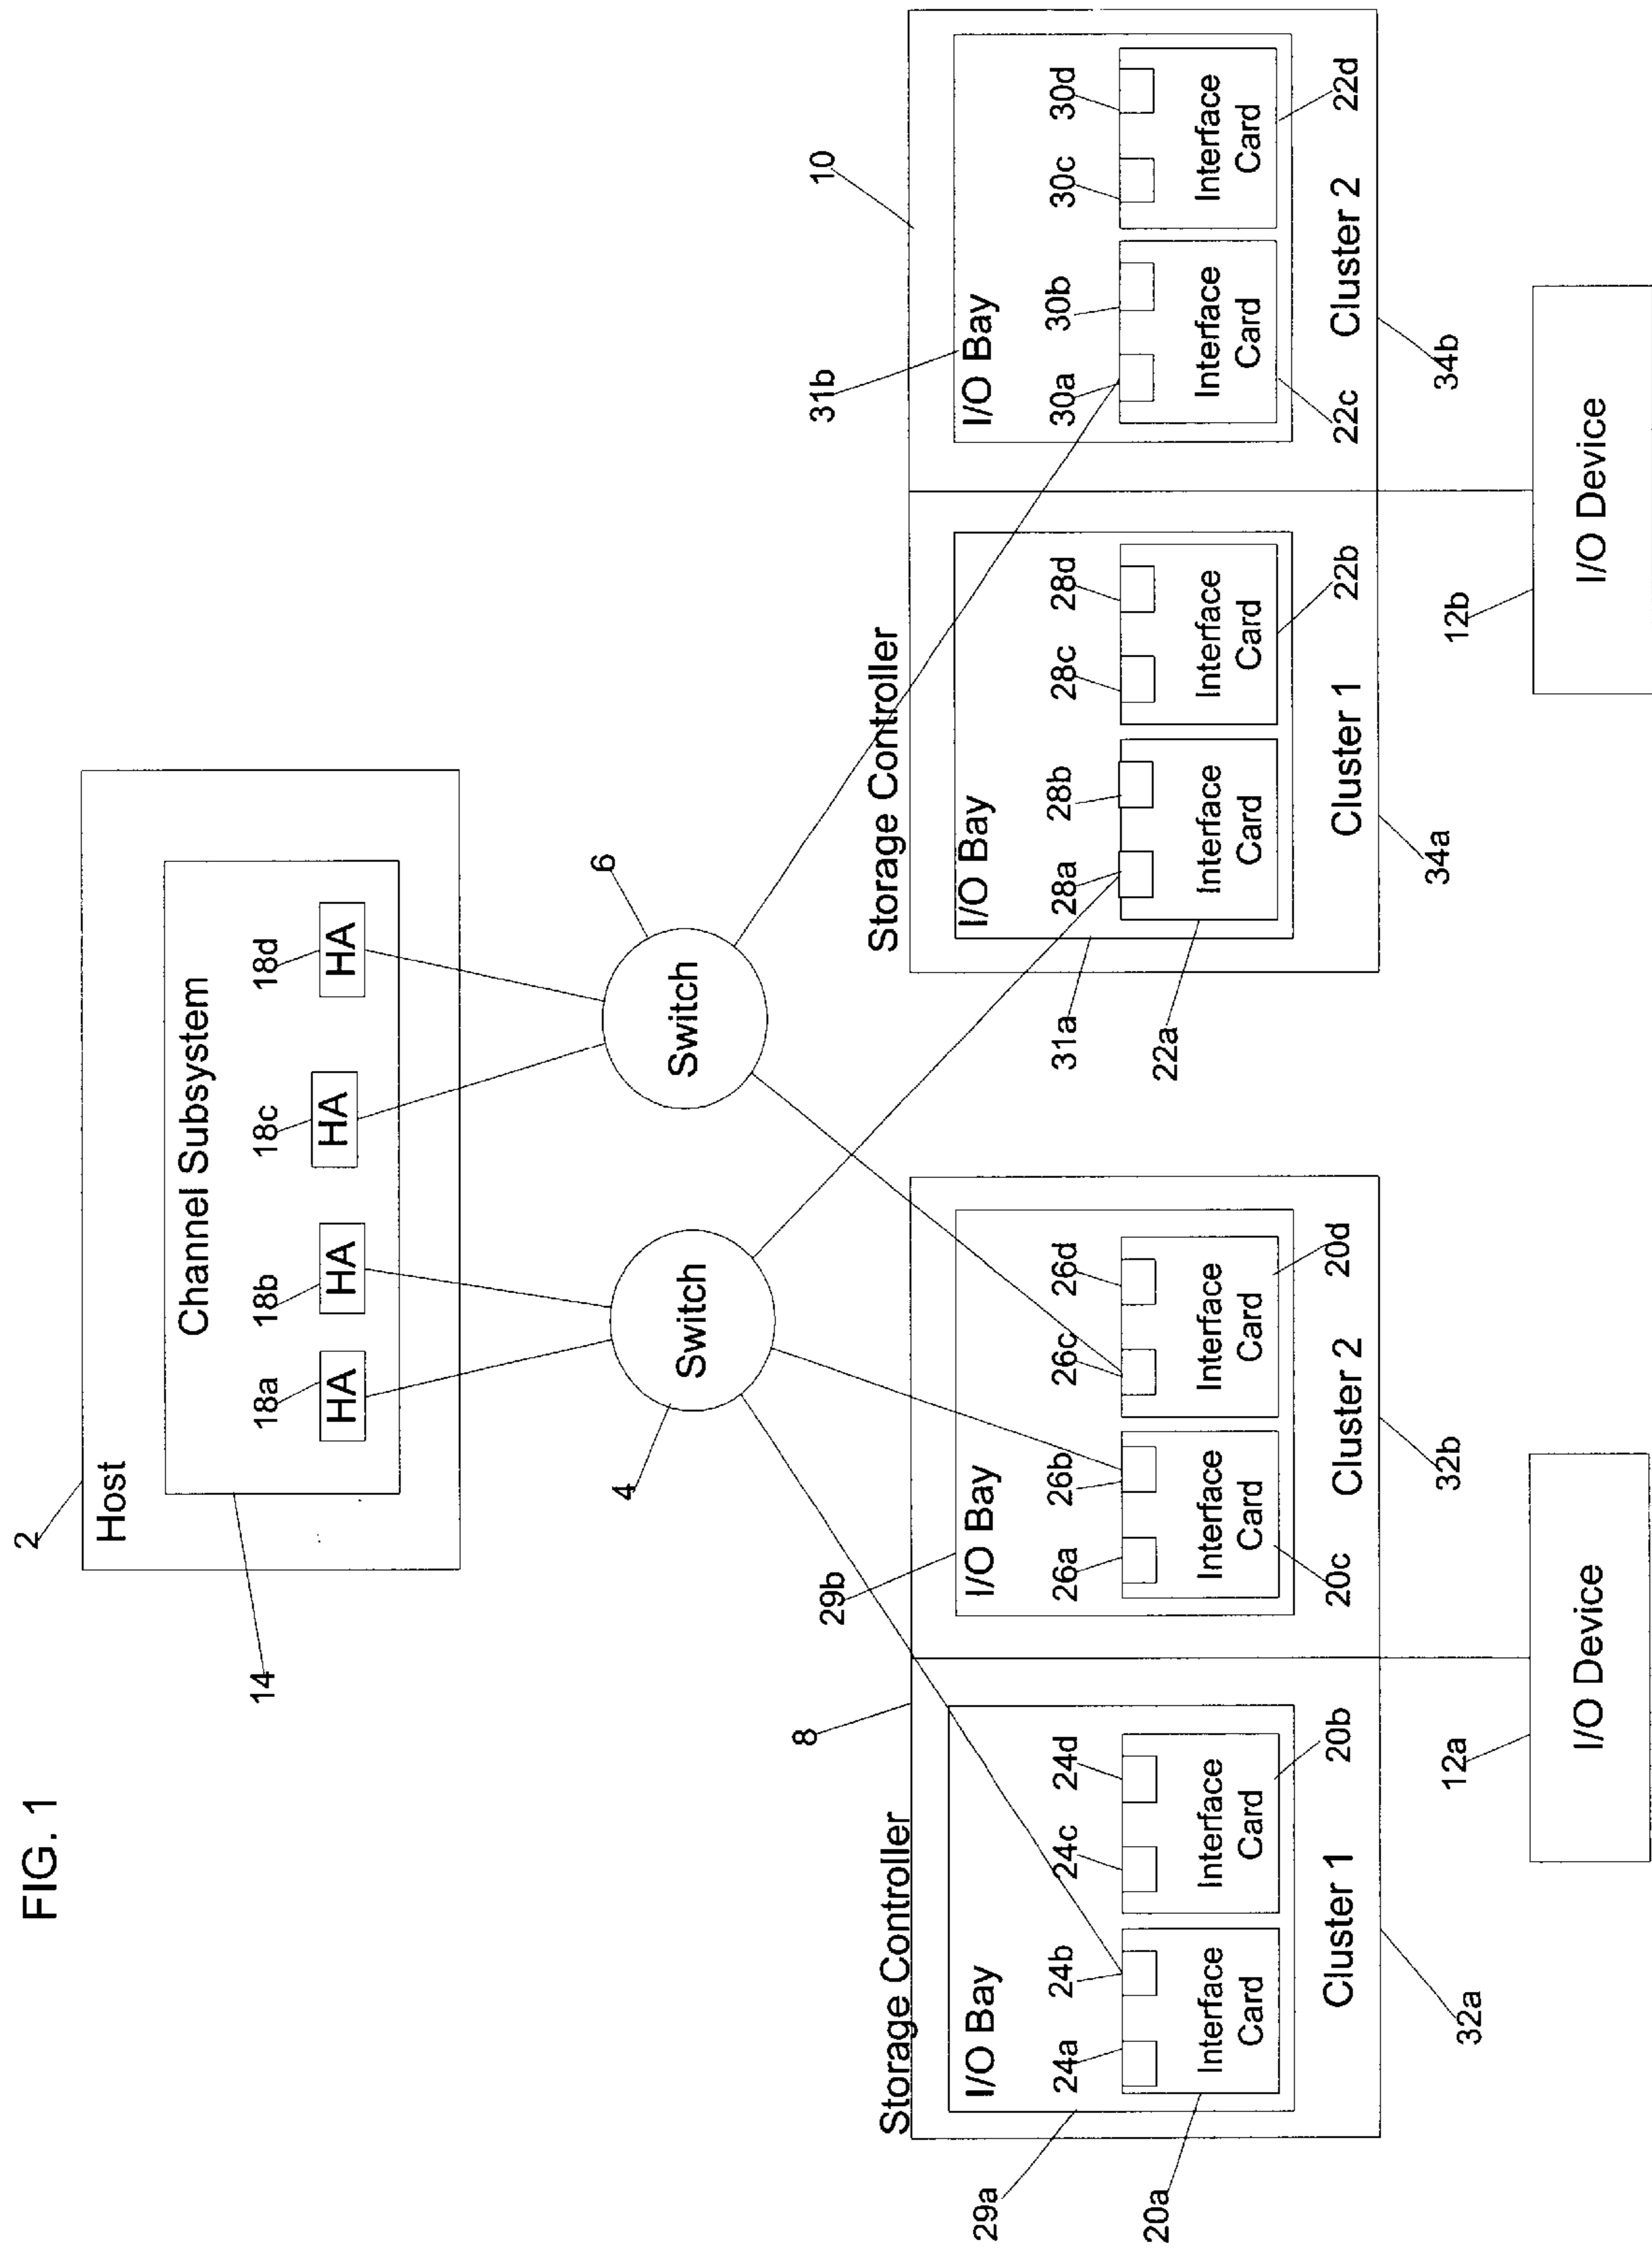 FIG. 1
2
Host
14
Channel Subsystem
18a
18b
18c
18d
HA
HA
HA
HA
4
Switch
6
Switch
Storage Controller
8
29a
I/O Bay
24a
24b
24c
24d
Interface
Card
Interface
Card
20a
20b
Cluster 1
32a
29b
I/O Bay
26a
26b
26c
26d
Interface
Card
Interface
Card
20c
20d
Cluster 2
32b
12a
I/O Device
Storage Controller
10
31a
I/O Bay
28a
28b
28c
28d
Interface
Card
Interface
Card
22a
22b
Cluster 1
34a
31b
I/O Bay
30a
30b
30c
30d
Interface
Card
Interface
Card
22c
22d
Cluster 2
34b
12b
I/O Device